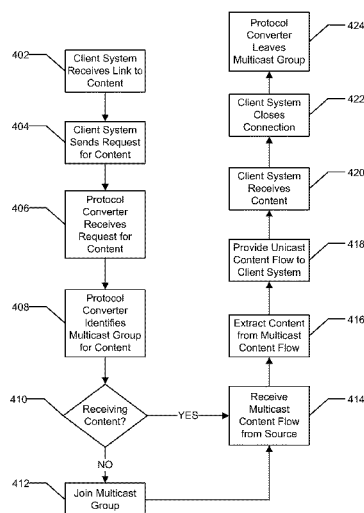 402
Client System
Receives Link to
Content
404
Client System
Sends Request
for Content
406
Protocol
Converter
Receives
Request for
Content
408
Protocol
Converter
Identifies
Multicast Group
for Content
410
Receiving
Content?
YES
NO
412
Join Multicast
Group
414
Receive
Multicast
Content Flow
from Source
416
Extract Content
from Multicast
Content Flow
418
Provide Unicast
Content Flow to
Client System
420
Client System
Receives
Content
422
Client System
Closes
Connection
424
Protocol
Converter
Leaves
Multicast Group